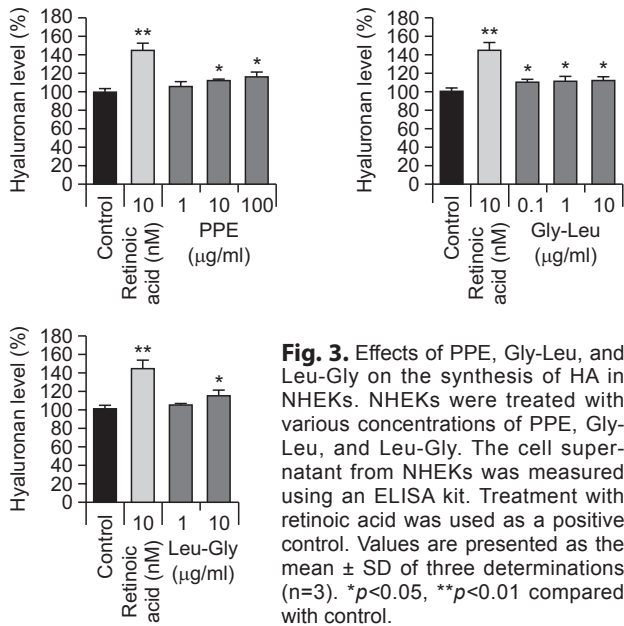 Hyaluronan level (%)
180
160
140
120
100
80
60
40
20
0
**
*
*
Control
10
Retinoic
acid (nM)
1
10
100
PPE
(μg/ml)
Hyaluronan level (%)
180
160
140
120
100
80
60
40
20
0
**
*
*
*
Control
10
Retinoic
acid (nM)
0.1
1
10
Gly-Leu
(μg/ml)
Hyaluronan level (%)
180
160
140
120
100
80
60
40
20
0
**
*
Control
10
Retinoic
acid (nM)
1
10
Leu-Gly
(μg/ml)
Fig. 3. Effects of PPE, Gly-Leu, and
Leu-Gly on the synthesis of HA in
NHEKs. NHEKs were treated with
various concentrations of PPE, Gly-
Leu, and Leu-Gly. The cell super-
natant from NHEKs was measured
using an ELISA kit. Treatment with
retinoic acid was used as a positive
control. Values are presented as the
mean ± SD of three determinations
(n=3). *p<0.05, **p<0.01 compared
with control.